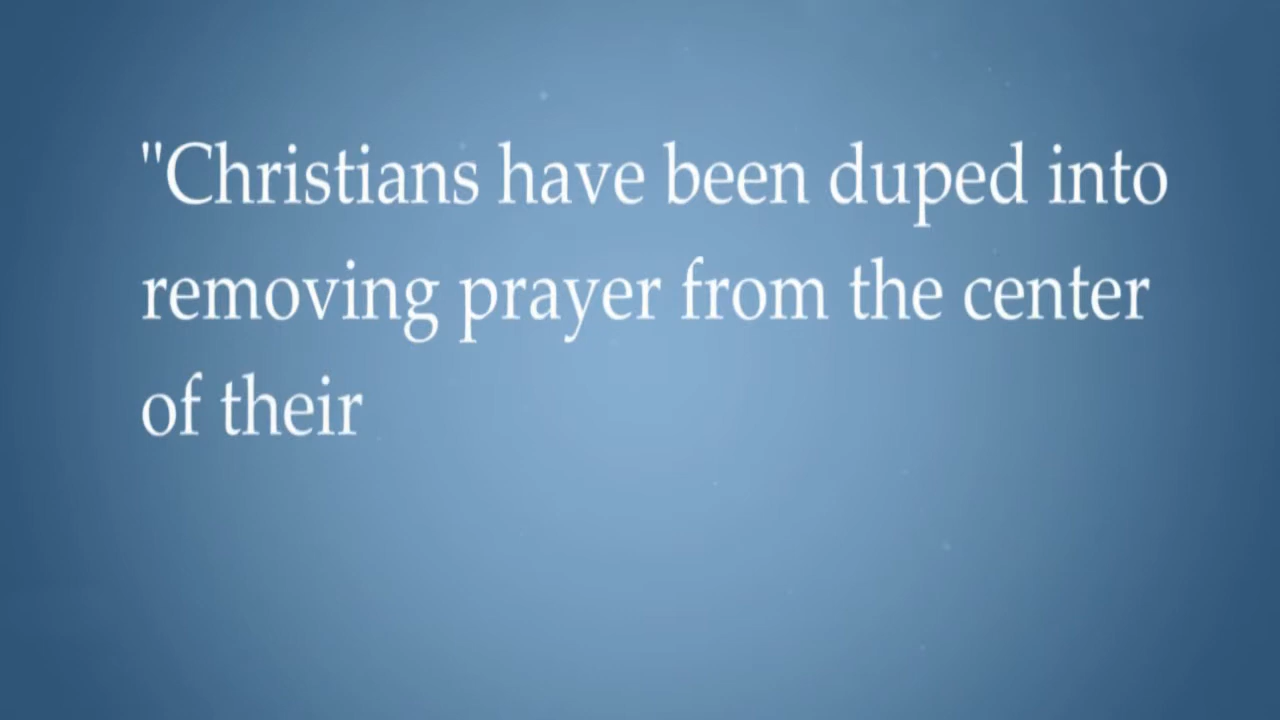 "Christians have been duped into
removing prayer from the center
of their